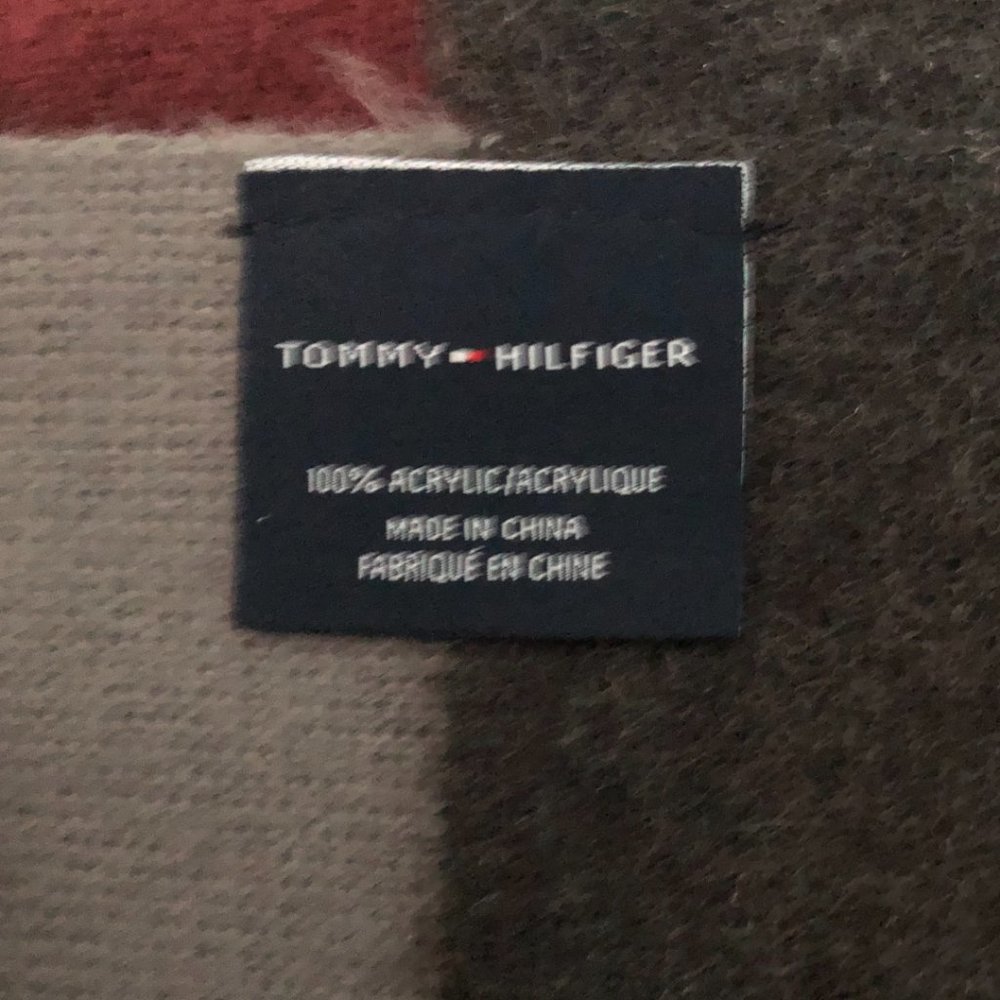 TOMMY HILFIGER
100% ACRYLIC/ACRYLIQUE
MADE IN CHINA
FABRIQUÉ EN CHINE